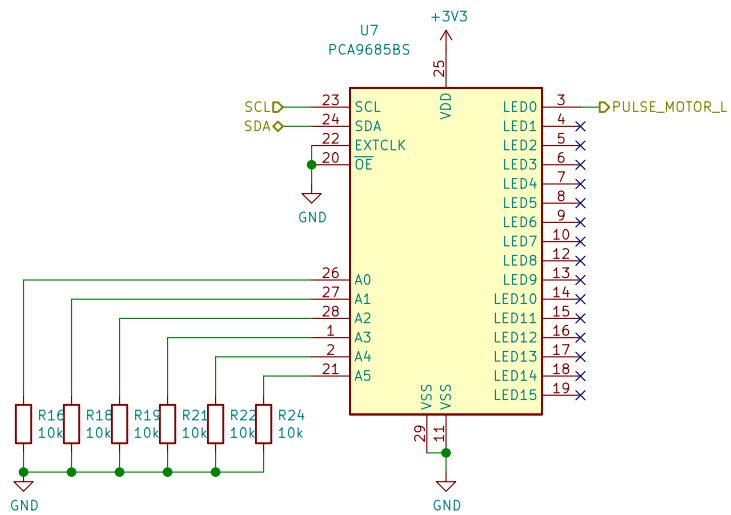 +3V3
U7
PCA9685BS
25
VDD
SCL 23 SCL LED0 3 PULSE_MOTOR_L
SDA 24 SDA LED1 4
22 EXTCLK LED2 5
20 OE LED3 6
LED4 7
LED5 8
GND
LED6 9
LED7 10
LED8 12
26 A0 LED9 13
27 A1 LED10 14
28 A2 LED11 15
1 A3 LED12 16
2 A4 LED13 17
21 A5 LED14 18
LED15 19
VSS VSS
29 11
R16 R18 R19 R21 R22 R24
10k 10k 10k 10k 10k 10k
GND GND